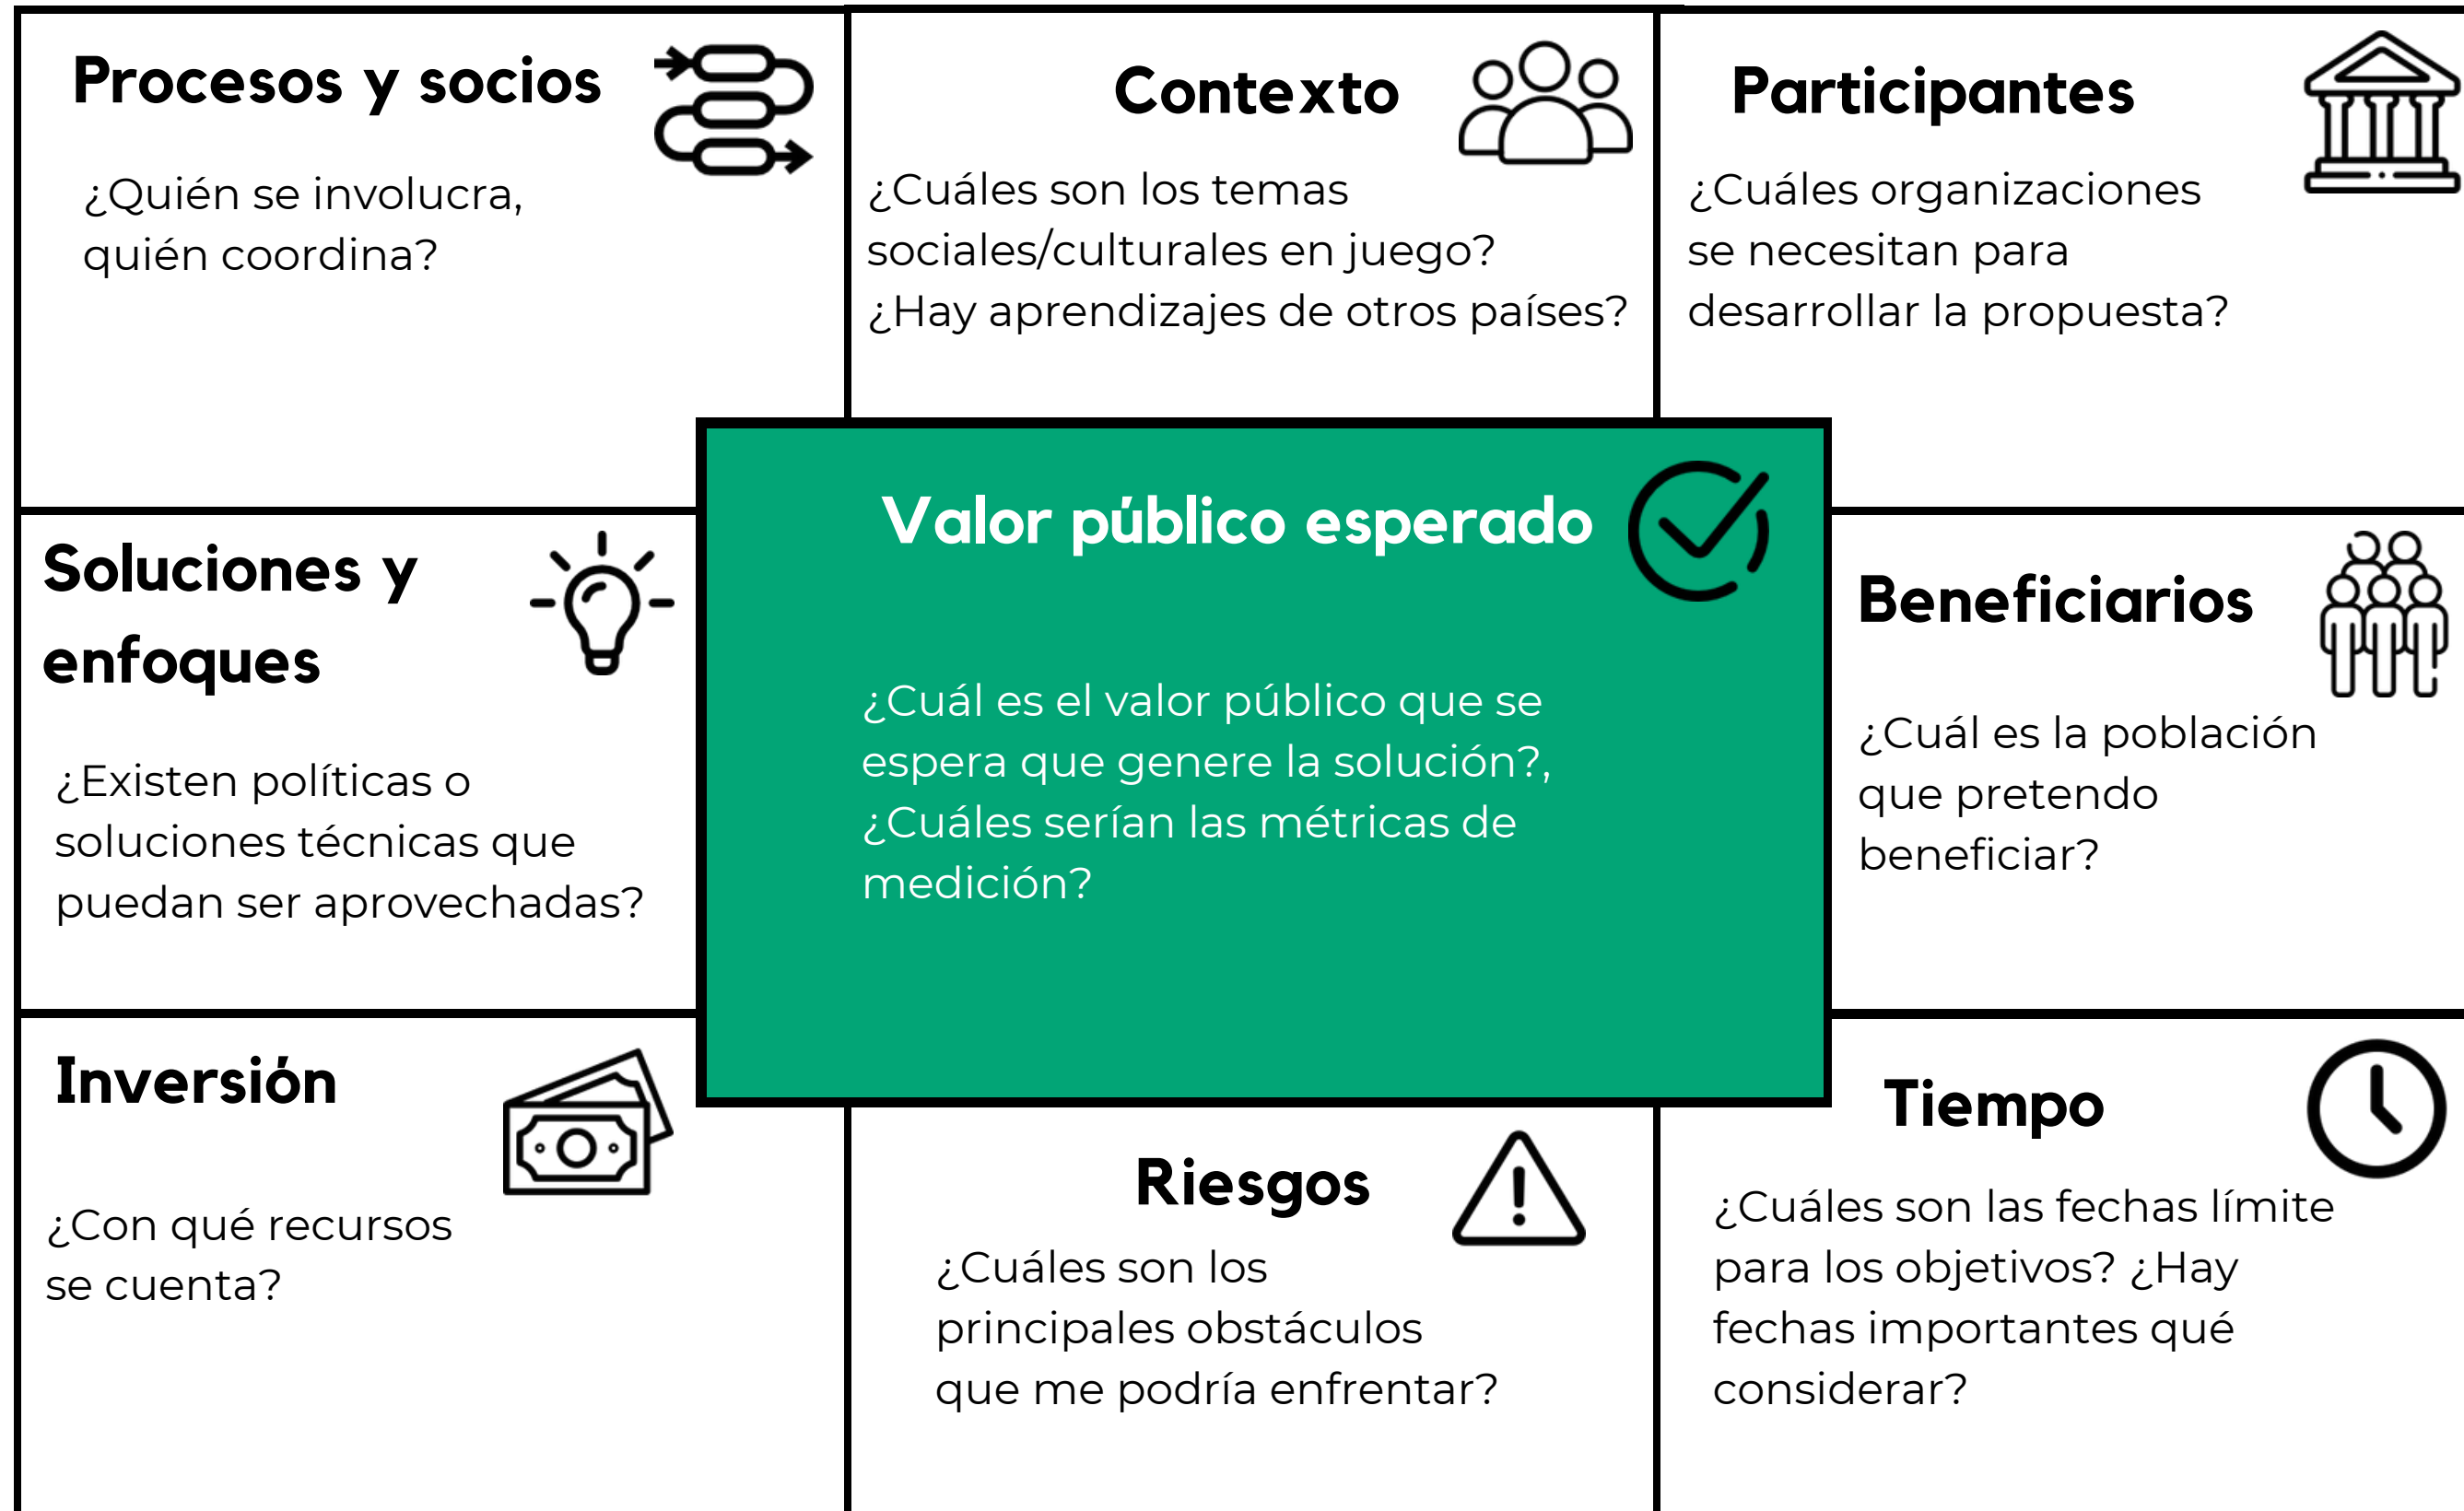 Procesos y socios
¿Quién se involucra,
quién coordina?
Contexto
¿Cuáles son los temas
sociales/culturales en juego?
¿Hay aprendizajes de otros países?
Participantes
¿Cuáles organizaciones
se necesitan para
desarrollar la propuesta?
Soluciones y
enfoques
¿Existen políticas o
soluciones técnicas que
puedan ser aprovechadas?
Valor público esperado
¿Cuál es el valor público que se
espera que genere la solución?,
¿Cuáles serían las métricas de
medición?
Beneficiarios
¿Cuál es la población
que pretendo
beneficiar?
Inversión
¿Con qué recursos
se cuenta?
Riesgos
¿Cuáles son los
principales obstáculos
que me podría enfrentar?
Tiempo
¿Cuáles son las fechas límite
para los objetivos? ¿Hay
fechas importantes qué
considerar?